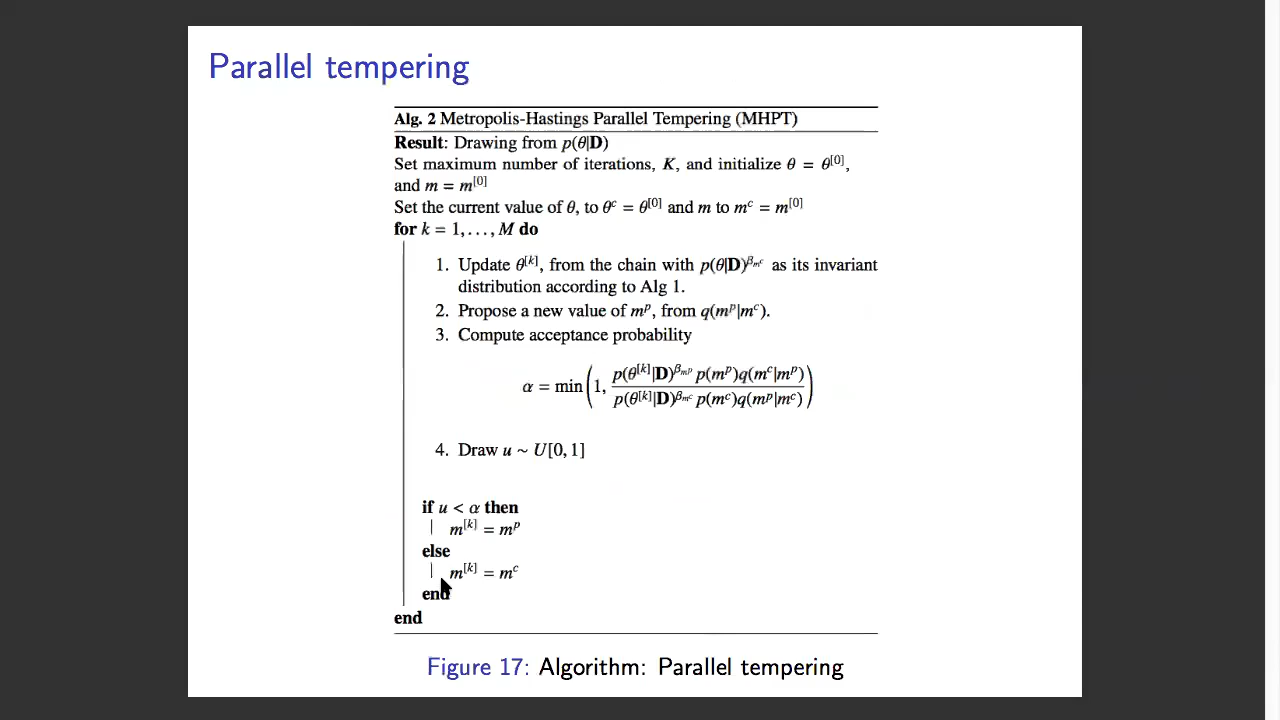 Parallel tempering
Alg. 2 Metropolis-Hastings Parallel Tempering (MHPT)
Result: Drawing from p(θ|D)
Set maximum number of iterations, K, and initialize θ = θ^[0],
and m = m^[0]
Set the current value of θ, to θ^c = θ^[0] and m to m^c = m^[0]
for k = 1, . . . , M do
1. Update θ^[k], from the chain with p(θ|D)^β_{m^c} as its invariant
distribution according to Alg 1.
2. Propose a new value of m^p, from q(m^p|m^c).
3. Compute acceptance probability
α = min(1, p(θ^[k]|D)^β_{m^p} p(m^p)q(m^c|m^p) / p(θ^[k]|D)^β_{m^c} p(m^c)q(m^p|m^c))
4. Draw u ~ U[0, 1]
if u < α then
m^[k] = m^p
else
m^[k] = m^c
end
end
Figure 17: Algorithm: Parallel tempering